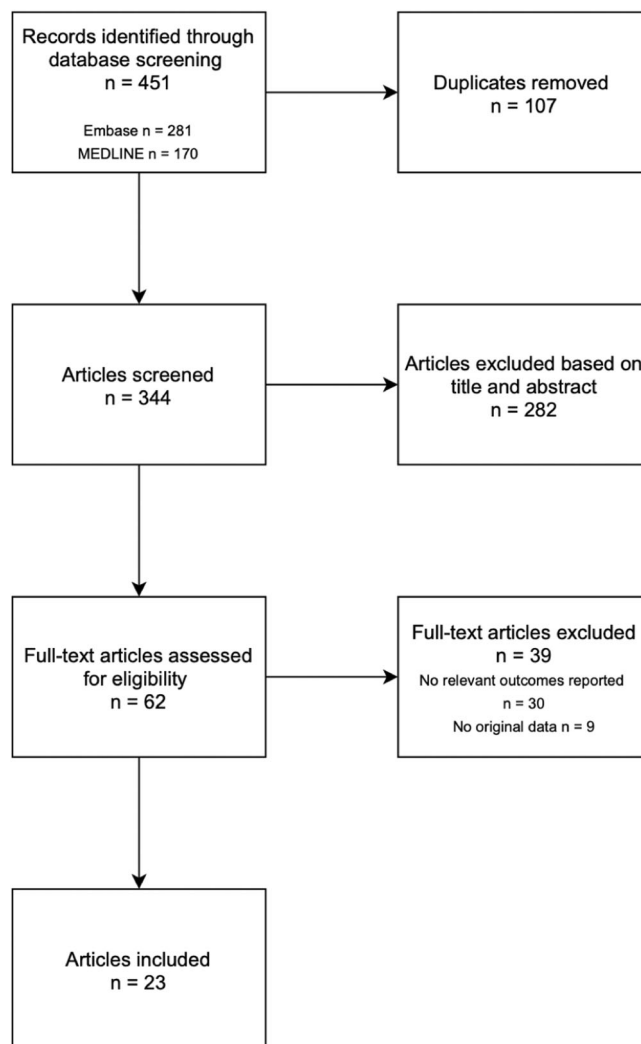 Records identified through
database screening
n = 451
Embase n = 281
MEDLINE n = 170
Duplicates removed
n = 107
Articles screened
n = 344
Articles excluded based on
title and abstract
n = 282
Full-text articles assessed
for eligibility
n = 62
Full-text articles excluded
n = 39
No relevant outcomes reported
n = 30
No original data n = 9
Articles included
n = 23